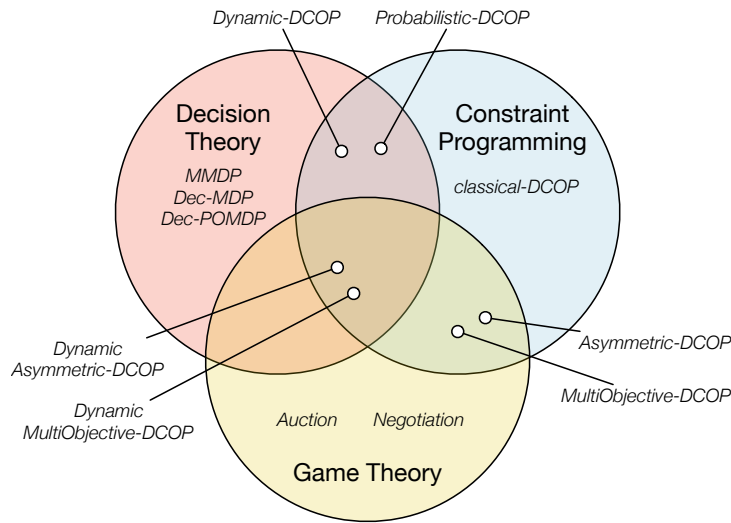 Dynamic-DCOP
Probabilistic-DCOP
Decision
Theory
MMDP
Dec-MDP
Dec-POMDP
Constraint
Programming
classical-DCOP
Dynamic
Asymmetric-DCOP
Dynamic
MultiObjective-DCOP
Asymmetric-DCOP
MultiObjective-DCOP
Auction
Negotiation
Game Theory